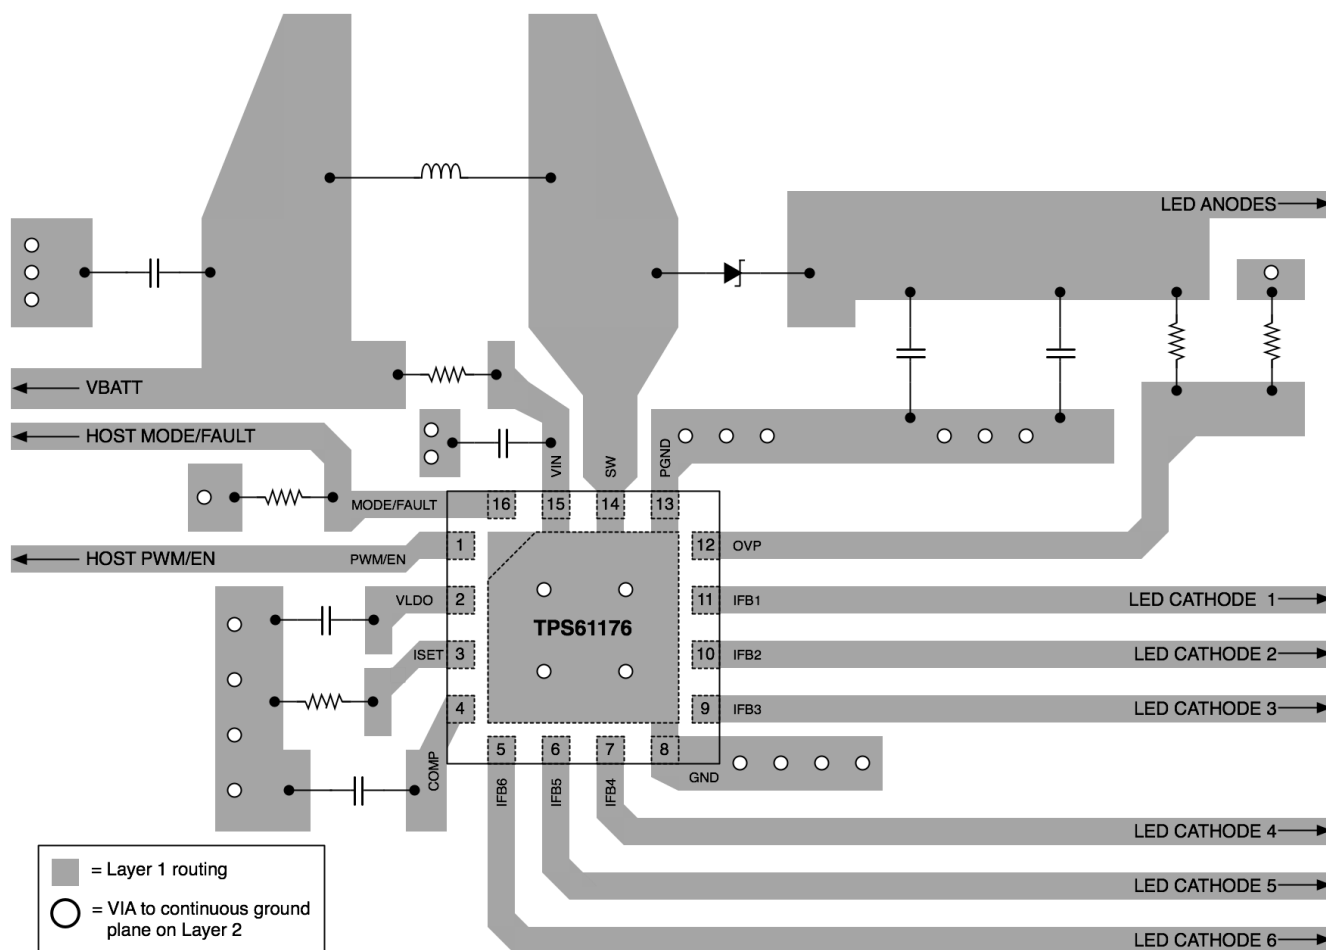 LED ANODES
VBATT
HOST MODE/FAULT
VIN
SW
PGND
MODE/FAULT
16
15
14
13
HOST PWM/EN
PWM/EN
1
12
OVP
VLDO
2
11
IFB1
LED CATHODE 1
TPS61176
ISET
3
10
IFB2
LED CATHODE 2
4
9
IFB3
LED CATHODE 3
COMP
5
6
7
8
GND
IFB6
IFB5
IFB4
LED CATHODE 4
= Layer 1 routing
LED CATHODE 5
= VIA to continuous ground
plane on Layer 2
LED CATHODE 6